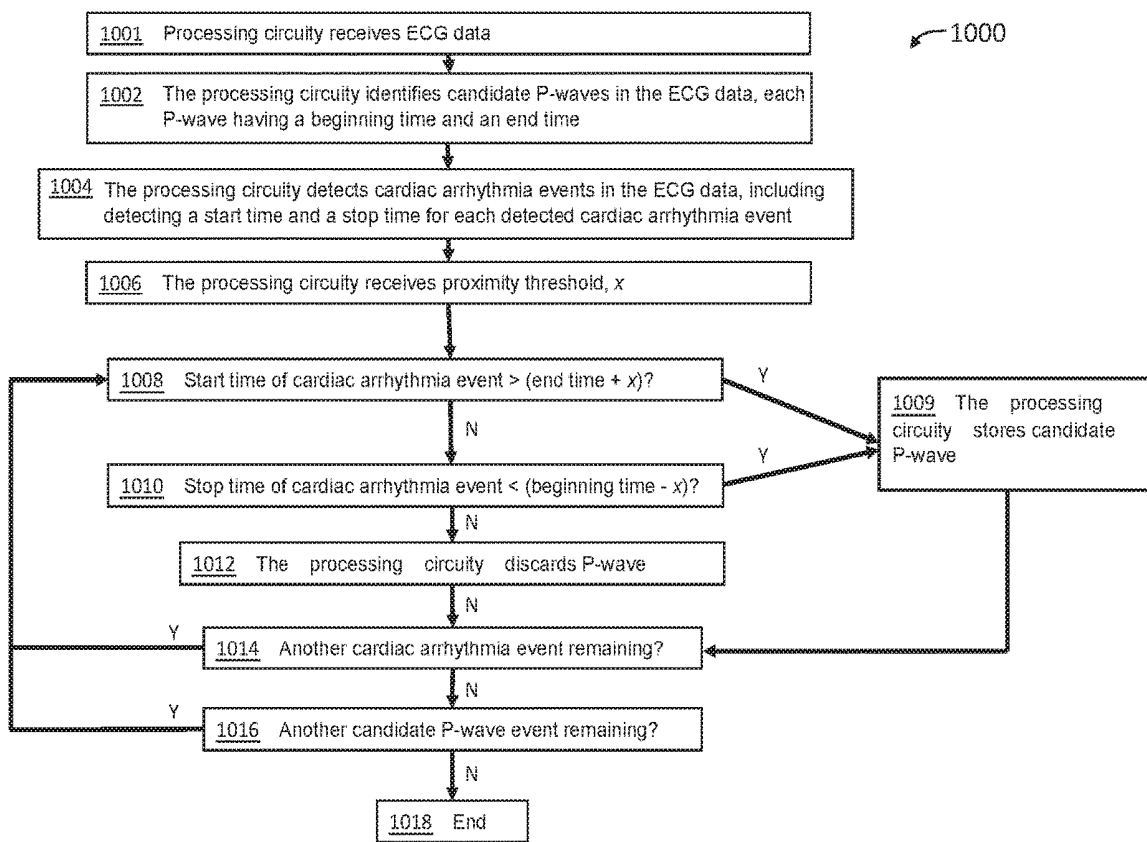 1000
1001 Processing circuity receives ECG data
1002 The processing circuity identifies candidate P-waves in the ECG data, each
P-wave having a beginning time and an end time
1004 The processing circuity detects cardiac arrhythmia events in the ECG data, including
detecting a start time and a stop time for each detected cardiac arrhythmia event
1006 The processing circuity receives proximity threshold, x
1008 Start time of cardiac arrhythmia event > (end time + x)?
Y
1009 The processing
circuity stores candidate
P-wave
N
Y
1010 Stop time of cardiac arrhythmia event < (beginning time - x)?
N
1012 The processing circuity discards P-wave
N
Y
1014 Another cardiac arrhythmia event remaining?
N
Y
1016 Another candidate P-wave event remaining?
N
1018 End